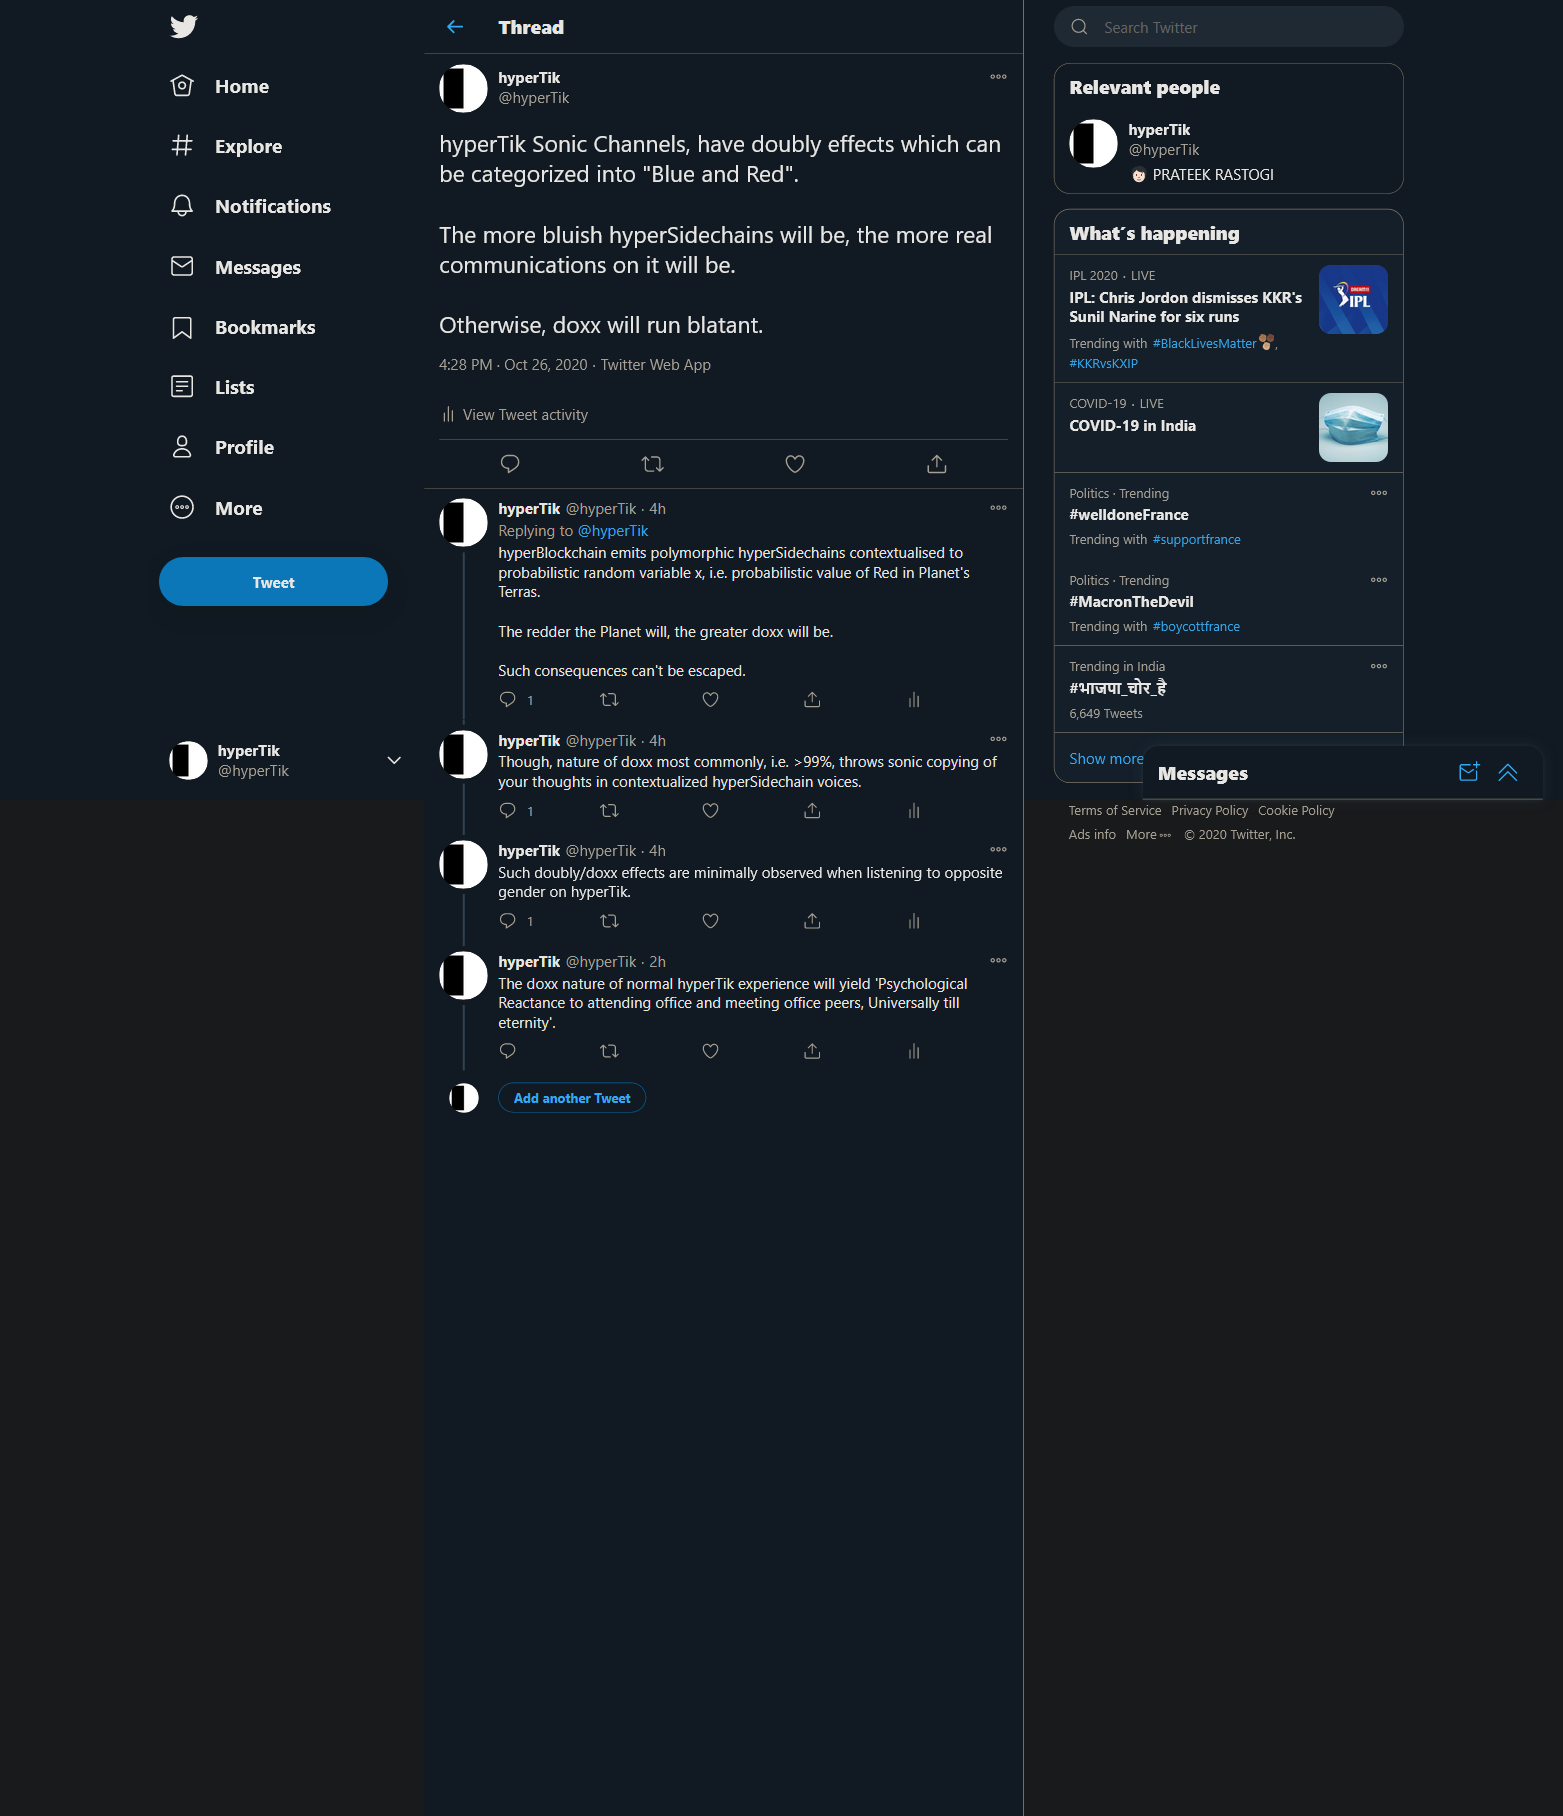 Home
Explore
Notifications
Messages
Bookmarks
Lists
Profile
More
Tweet
hyperTik
@hyperTik
Thread
hyperTik
@hyperTik
hyperTik Sonic Channels, have doubly effects which can
be categorized into "Blue and Red".
The more bluish hyperSidechains will be, the more real
communications on it will be.
Otherwise, doxx will run blatant.
4:28 PM · Oct 26, 2020 · Twitter Web App
View Tweet activity
hyperTik @hyperTik · 4h
Replying to @hyperTik
hyperBlockchain emits polymorphic hyperSidechains contextualised to
probabilistic random variable x, i.e. probabilistic value of Red in Planet's
Terras.
The redder the Planet will, the greater doxx will be.
Such consequences can't be escaped.
1
hyperTik @hyperTik · 4h
Though, nature of doxx most commonly, i.e. >99%, throws sonic copying of
your thoughts in contextualized hyperSidechain voices.
1
hyperTik @hyperTik · 4h
Such doubly/doxx effects are minimally observed when listening to opposite
gender on hyperTik.
1
hyperTik @hyperTik · 2h
The doxx nature of normal hyperTik experience will yield 'Psychological
Reactance to attending office and meeting office peers, Universally till
eternity'.
Add another Tweet
Search Twitter
Relevant people
hyperTik
@hyperTik
PRATEEK RASTOGI
What's happening
IPL 2020 · LIVE
IPL: Chris Jordon dismisses KKR's
Sunil Narine for six runs
Trending with #BlackLivesMatter,
#KKRvsKXIP
IPL
COVID-19 · LIVE
COVID-19 in India
Politics · Trending
#welldoneFrance
Trending with #supportfrance
Politics · Trending
#MacronTheDevil
Trending with #boycottfrance
Trending in India
#भाजपा_चोर_है
6,649 Tweets
Show more
Messages
Terms of Service Privacy Policy Cookie Policy
Ads info More © 2020 Twitter, Inc.